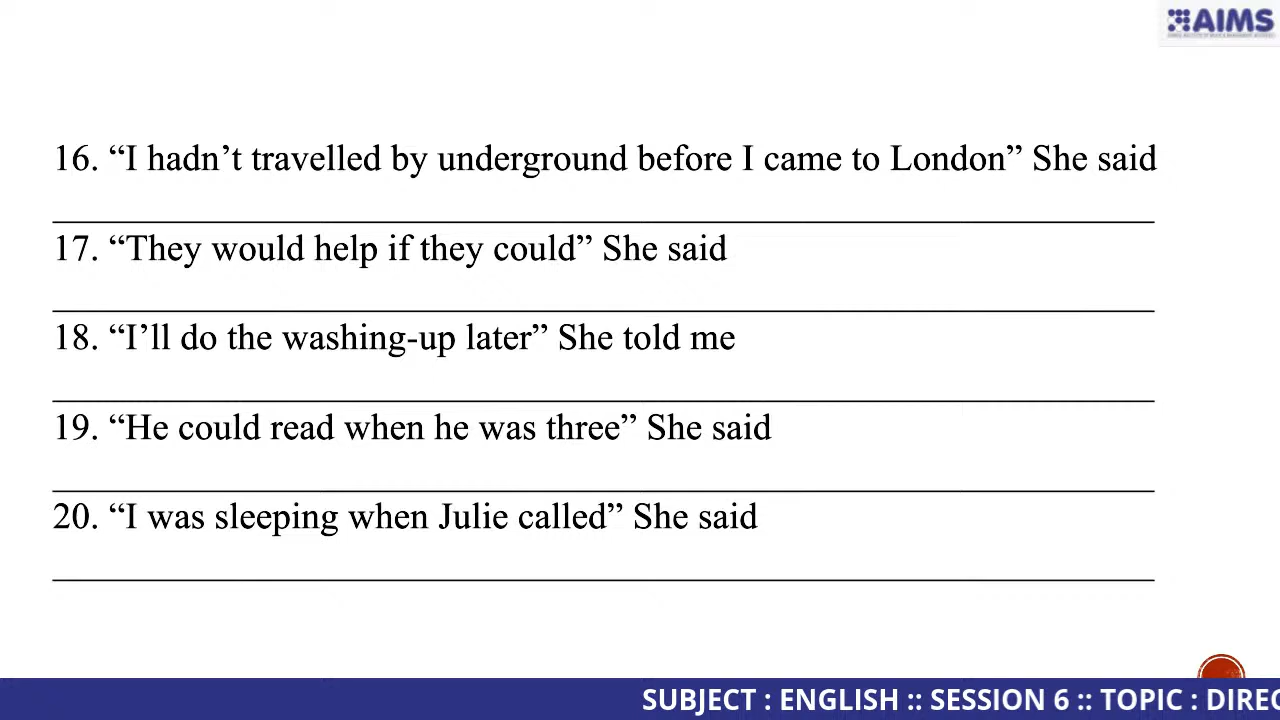 AIMS
16. “I hadn’t travelled by underground before I came to London” She said
17. “They would help if they could” She said
18. “I’ll do the washing-up later” She told me
19. “He could read when he was three” She said
20. “I was sleeping when Julie called” She said
SUBJECT : ENGLISH :: SESSION 6 :: TOPIC : DIREC